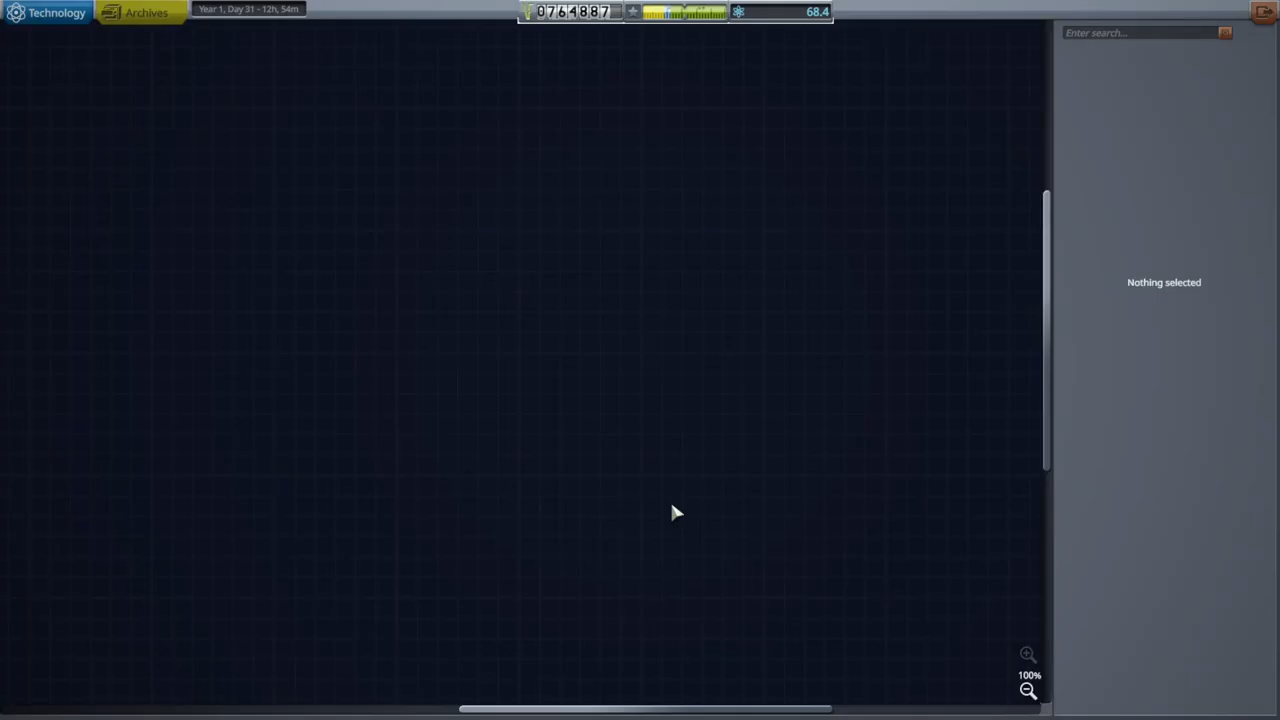 Technology
Archives
Year 1, Day 31 - 12h, 54m
0764887
68.4
Enter search...
Nothing selected
100%